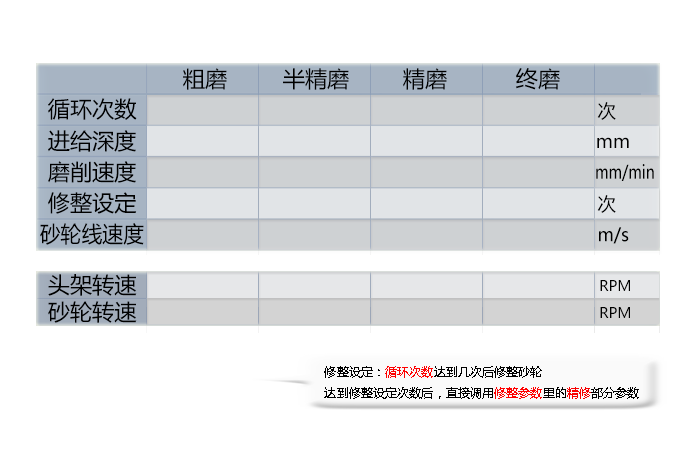 粗磨 半精磨 精磨 终磨
循环次数 次
进给深度 mm
磨削速度 mm/min
修整设定 次
砂轮线速度 m/s
头架转速 RPM
砂轮转速 RPM
修整设定：循环次数达到几次后修整砂轮
达到修整设定次数后，直接调用修整参数里的精修部分参数